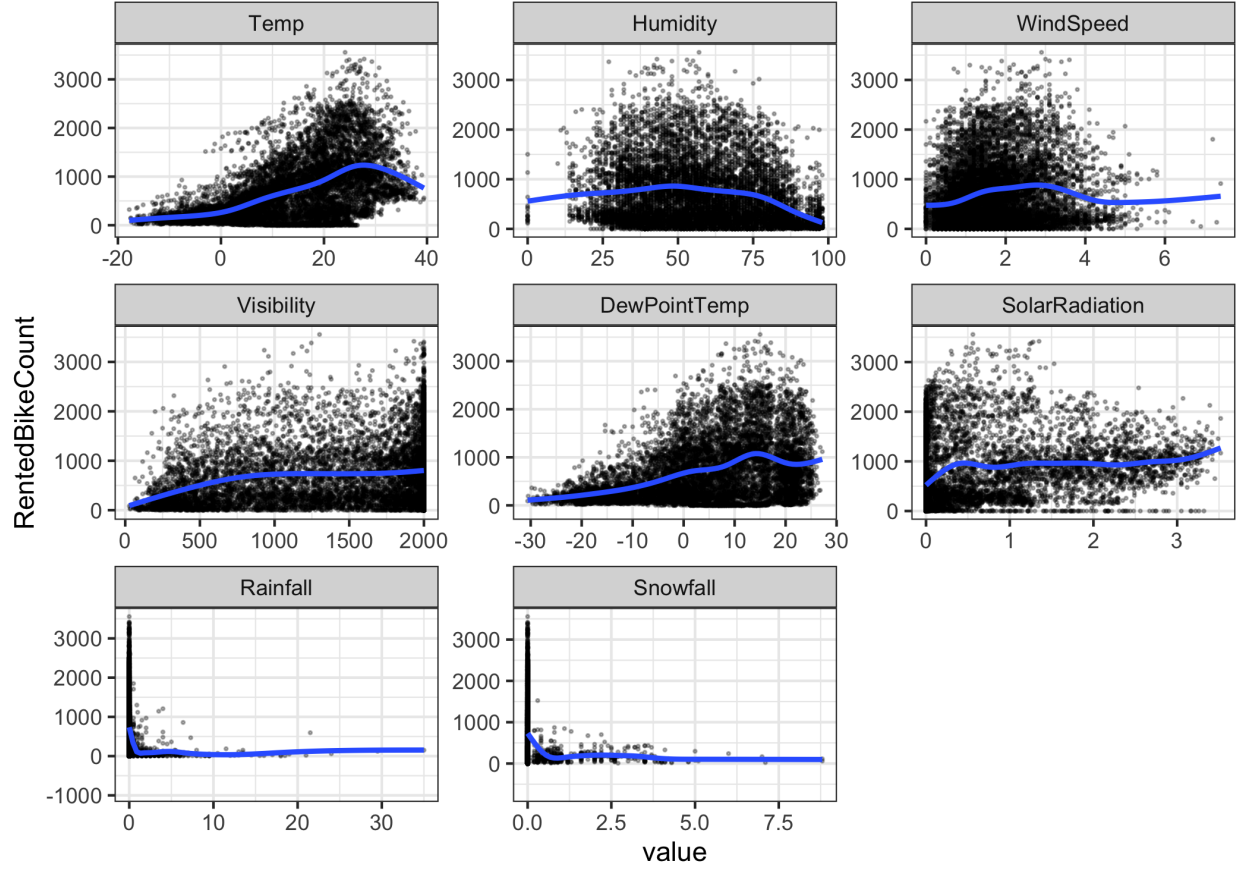 Temp Humidity WindSpeed
3000 3000 3000
2000 2000 2000
1000 1000 1000
0 0 0
-20 0 20 40 0 25 50 75 100 0 2 4 6
Visibility DewPointTemp SolarRadiation
3000 3000 3000
2000 2000 2000
1000 1000 1000
0 0 0
0 500 1000 1500 2000 -30 -20 -10 0 10 20 30 0 1 2 3
RentedBikeCount
Rainfall Snowfall
3000 3000
2000 2000
1000 1000
0 0
-1000
0 10 20 30 0.0 2.5 5.0 7.5
value